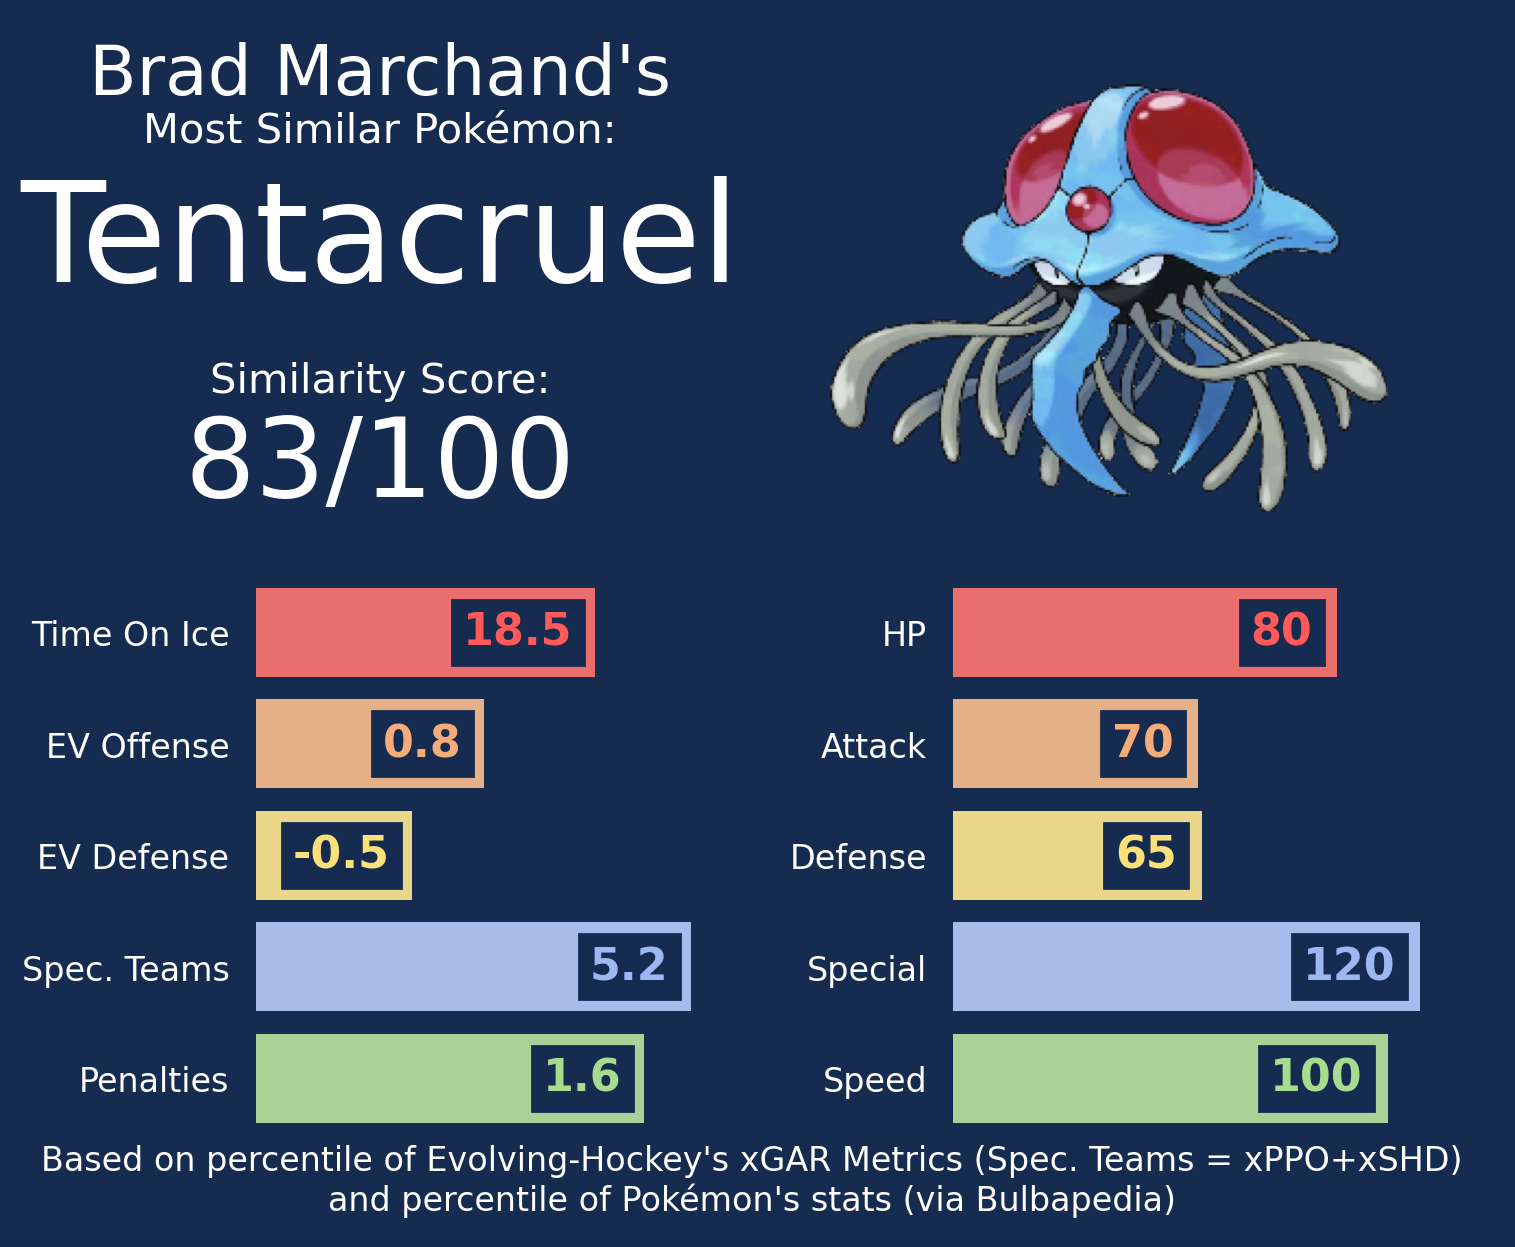 Brad Marchand's
Most Similar Pokémon:
Tentacruel
Similarity Score:
83/100
Time On Ice 18.5
EV Offense 0.8
EV Defense -0.5
Spec. Teams 5.2
Penalties 1.6
HP 80
Attack 70
Defense 65
Special 120
Speed 100
Based on percentile of Evolving-Hockey's xGAR Metrics (Spec. Teams = xPPO+xSHD)
and percentile of Pokémon's stats (via Bulbapedia)